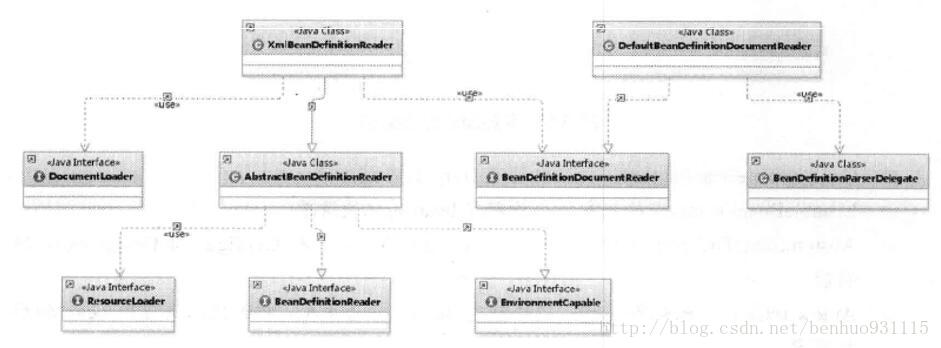 «Java Class»
XmlBeanDefinitionReader
«Java Class»
DefaultBeanDefinitionDocumentReader
«use»
«use»
«use»
«Java Interface»
DocumentLoader
«Java Class»
AbstractBeanDefinitionReader
«Java Interface»
BeanDefinitionDocumentReader
«Java Class»
BeanDefinitionParserDelegate
«use»
«Java Interface»
ResourceLoader
«Java Interface»
BeanDefinitionReader
«Java Interface»
EnvironmentCapable
http://blog.csdn.net/benhuo931115